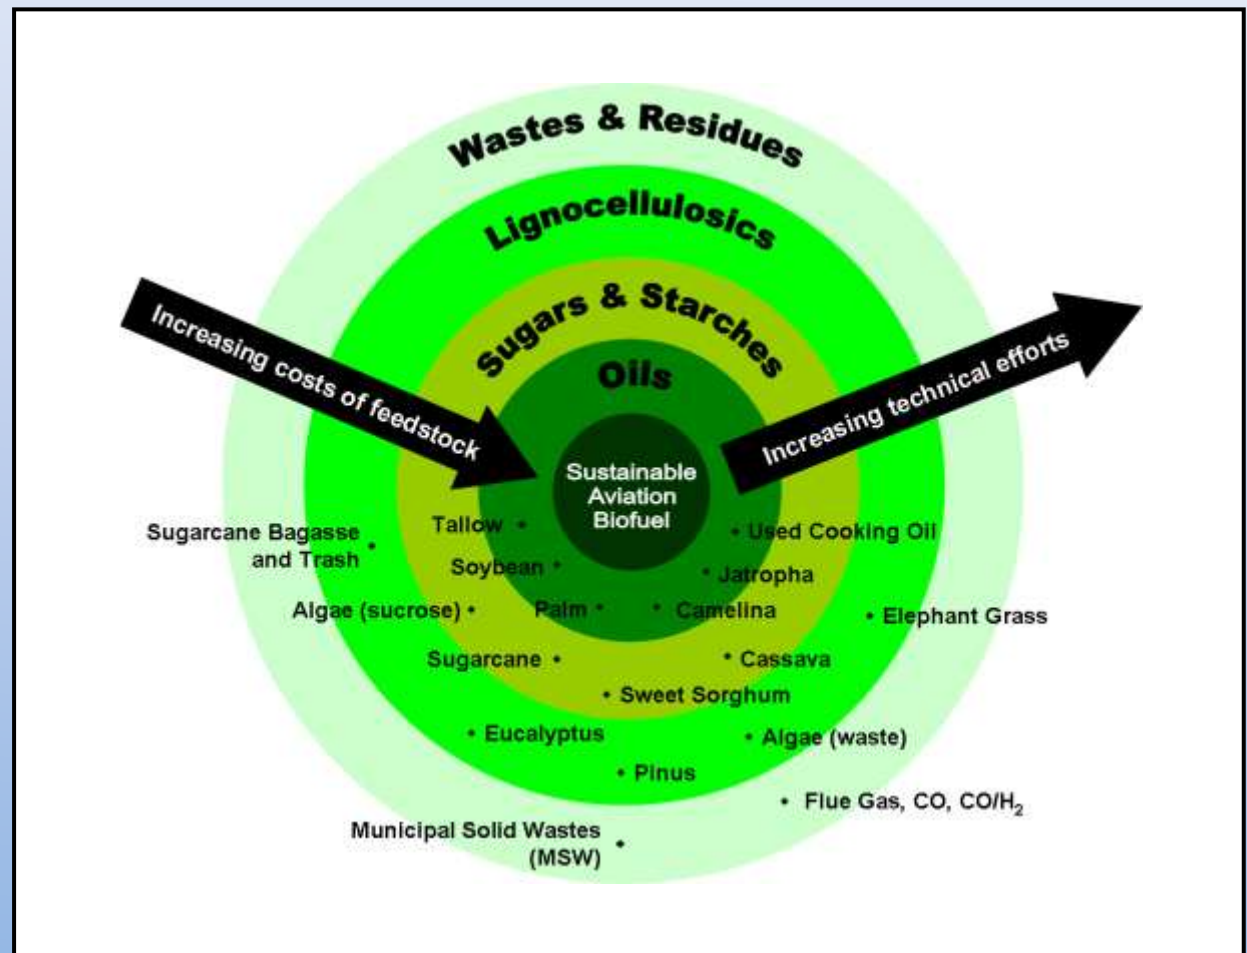 Wastes & Residues
Lignocellulosics
Sugars & Starches
Oils
Increasing costs of feedstock
Increasing technical efforts
Sustainable
Aviation
Biofuel
Tallow
Used Cooking Oil
Sugarcane Bagasse
and Trash
Soybean
Jatropha
Algae (sucrose)
Palm
Camelina
Elephant Grass
Sugarcane
Cassava
Sweet Sorghum
Eucalyptus
Algae (waste)
Pinus
Flue Gas, CO, CO/H₂
Municipal Solid Wastes
(MSW)